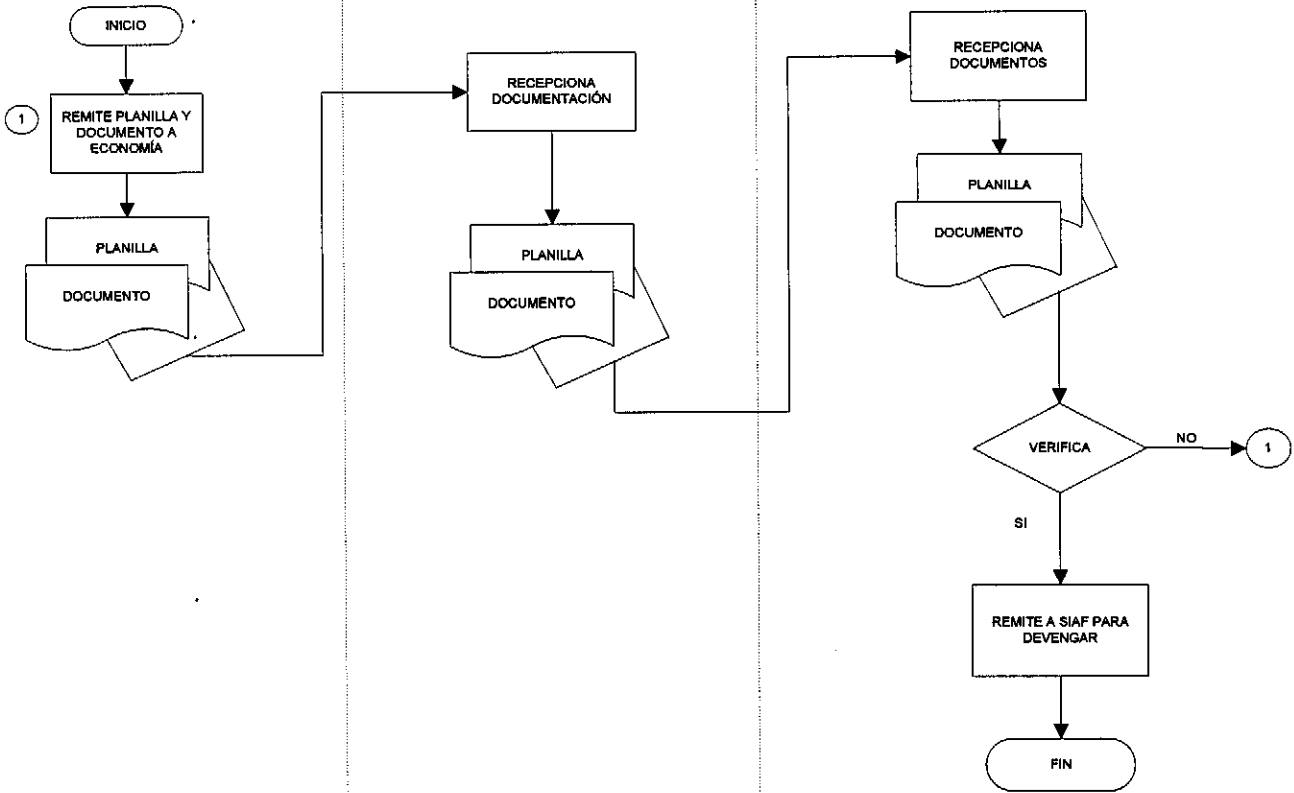 INICIO
1
REMITE PLANILLA Y
DOCUMENTO A
ECONOMÍA
PLANILLA
DOCUMENTO
RECEPCIONA
DOCUMENTACIÓN
PLANILLA
DOCUMENTO
RECEPCIONA
DOCUMENTOS
PLANILLA
DOCUMENTO
VERIFICA
NO
1
SI
REMITE A SIAF PARA
DEVENGAR
FIN